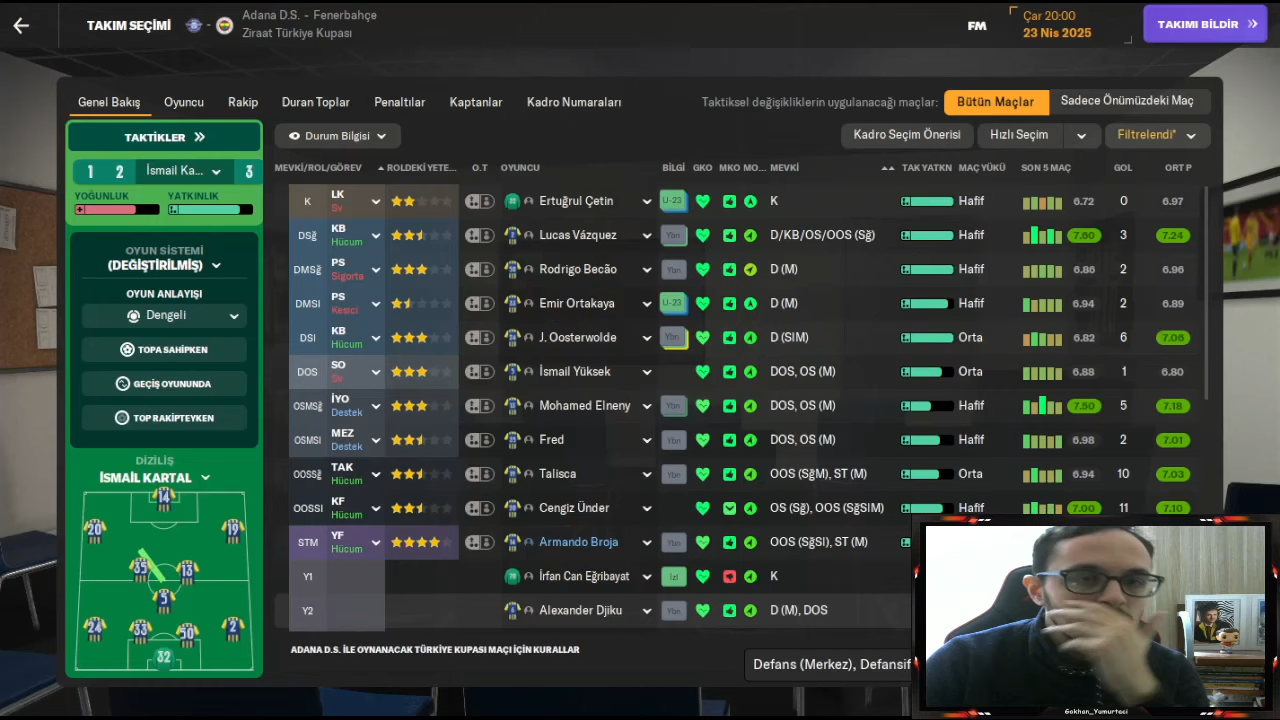 TAKIM SEÇİMİ
Adana D.S. - Fenerbahçe
Ziraat Türkiye Kupası
FM
Çar 20:00
23 Nis 2025
TAKIMI BİLDİR
Genel Bakış Oyuncu Rakip Duran Toplar Penaltılar Kaptanlar Kadro Numaraları
Taktiksel değişikliklerin uygulanacağı maçlar: Bütün Maçlar Sadece Önümüzdeki Maç
TAKTİKLER
Durum Bilgisi
Kadro Seçim Önerisi Hızlı Seçim Filtrelendi*
1 2 İsmail Ka... 3
YOĞUNLUK YATKINLIK
OYUN SİSTEMİ
(DEĞİŞTİRİLMİŞ)
OYUN ANLAYIŞI
Dengeli
TOPA SAHİPKEN
GEÇİŞ OYUNUNDA
TOP RAKİPTEYKEN
DİZİLİŞ
İSMAİL KARTAL
14
20 19
35 13
5
24 33 50 2
32
MEVKİ/ROL/GÖREV ROLDEKİ YETE... O.T OYUNCU BİLGİ GKO MKO MO... MEVKİ TAK YATKN MAÇ YÜKÜ SON 5 MAÇ GOL ORT P
K LK Sv Ertuğrul Çetin U-23 K Hafif 6.72 0 6.97
DSğ KB Hücum Lucas Vázquez Ybn D/KB/OS/OOS (Sğ) Hafif 7.60 3 7.24
DMSğ PS Sigorta Rodrigo Becão Ybn D (M) Hafif 6.86 2 6.96
DMSl PS Kesici Emir Ortakaya U-23 D (M) Hafif 6.94 2 6.89
DSl KB Hücum J. Oosterwolde Ybn D (SlM) Orta 6.82 6 7.06
DOS SO Sv İsmail Yüksek DOS, OS (M) Orta 6.88 1 6.80
OSMSğ İYO Destek Mohamed Elneny Ybn DOS, OS (M) Hafif 7.50 5 7.18
OSMSl MEZ Destek Fred DOS, OS (M) Hafif 6.98 2 7.01
OOSSğ TAK Hücum Talisca Ybn OOS (SğM), ST (M) Orta 6.94 10 7.03
OOSSl KF Hücum Cengiz Ünder OS (Sğ), OOS (SğSlM) Hafif 7.00 11 7.10
STM YF Hücum Armando Broja Ybn OOS (SğSl), ST (M)
Y1 İrfan Can Eğribayat İzl K
Y2 Alexander Djiku Ybn D (M), DOS
ADANA D.S. İLE OYNANACAK TÜRKİYE KUPASI MAÇI İÇİN KURALLAR
Defans (Merkez), Defansif
Gokhan_Yumurtaci